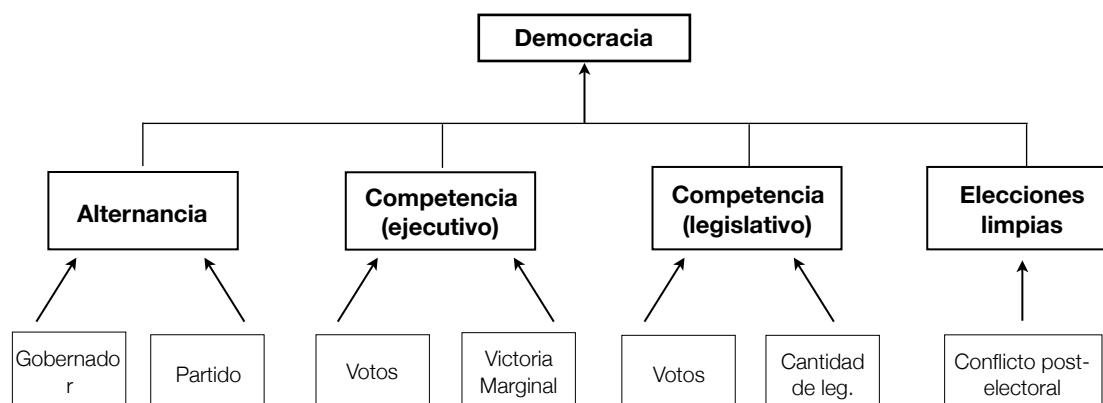 Democracia
Alternancia
Competencia
(ejecutivo)
Competencia
(legislativo)
Elecciones
limpias
Gobernado
r
Partido
Votos
Victoria
Marginal
Votos
Cantidad
de leg.
Conflicto post-
electoral